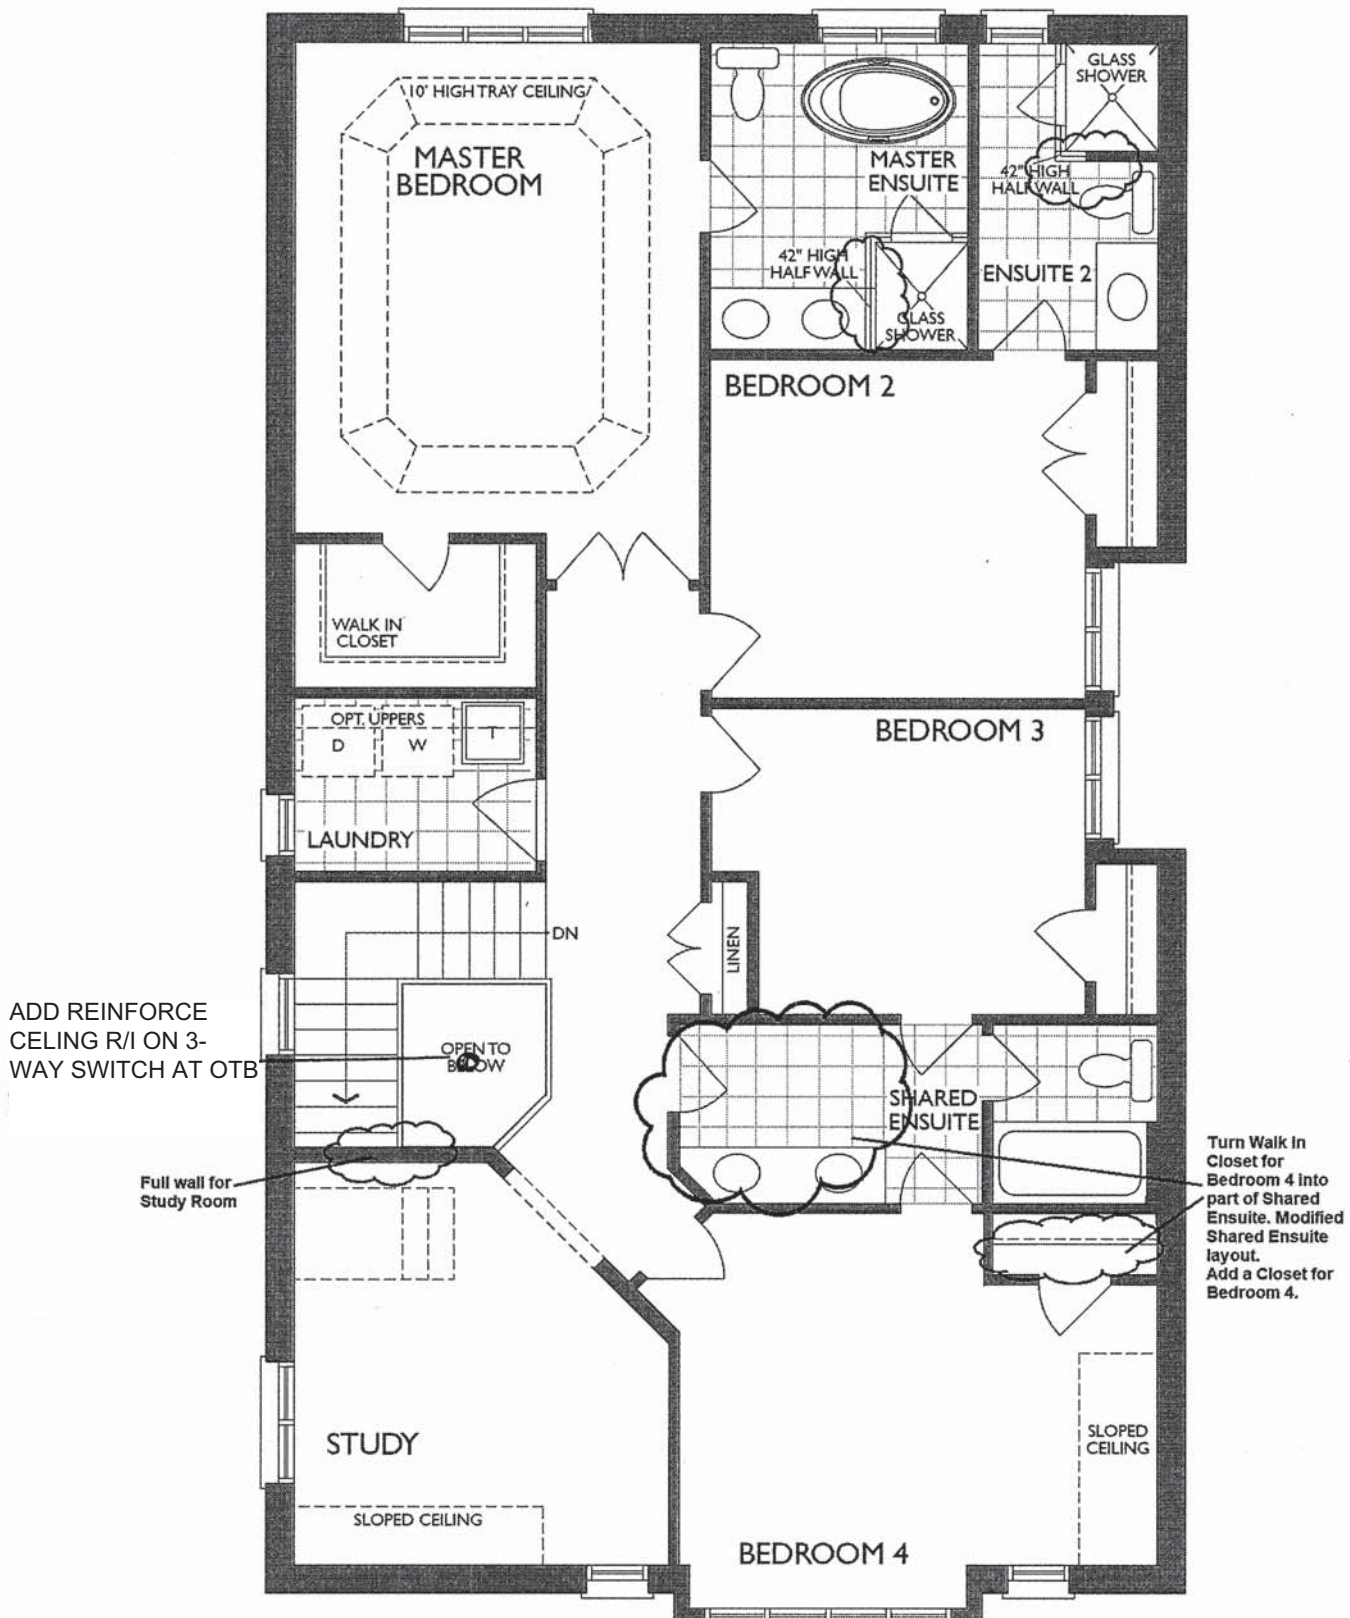 10' HIGH TRAY CEILING
MASTER
BEDROOM
GLASS
SHOWER
MASTER
ENSUITE
42" HIGH
HALF WALL
42" HIGH
HALF WALL
ENSUITE 2
GLASS
SHOWER
BEDROOM 2
WALK IN
CLOSET
OPT. UPPERS
D
W
T
BEDROOM 3
LAUNDRY
DN
LINEN
ADD REINFORCE
CELING R/I ON 3-
WAY SWITCH AT OTB
OPEN TO
BELOW
SHARED
ENSUITE
Full wall for
Study Room
Turn Walk In
Closet for
Bedroom 4 into
part of Shared
Ensuite. Modified
Shared Ensuite
layout.
Add a Closet for
Bedroom 4.
STUDY
SLOPED
CEILING
SLOPED CEILING
BEDROOM 4